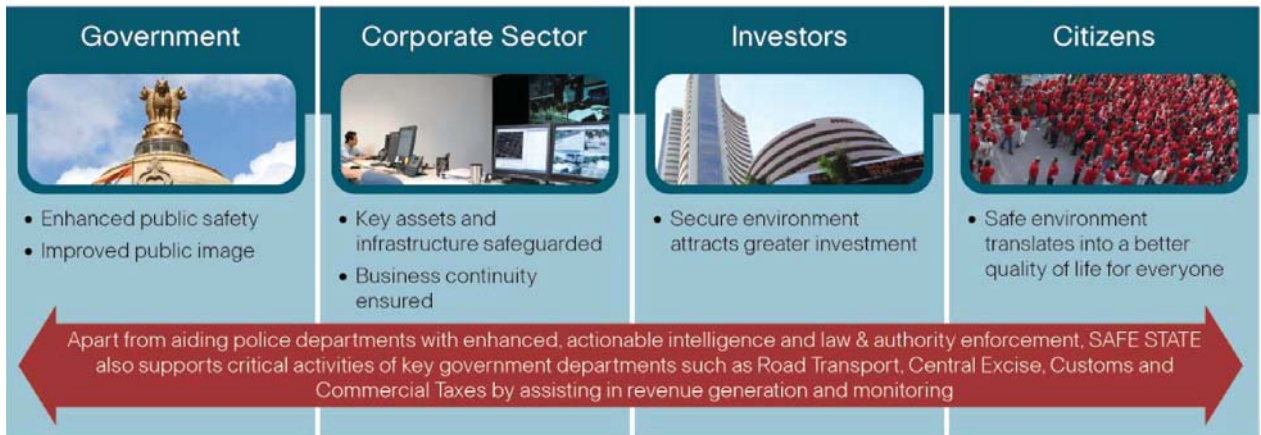 Government
• Enhanced public safety
• Improved public image
Corporate Sector
• Key assets and
infrastructure safeguarded
• Business continuity
ensured
Investors
• Secure environment
attracts greater investment
Citizens
• Safe environment
translates into a better
quality of life for everyone
Apart from aiding police departments with enhanced, actionable intelligence and law & authority enforcement, SAFE STATE
also supports critical activities of key government departments such as Road Transport, Central Excise, Customs and
Commercial Taxes by assisting in revenue generation and monitoring